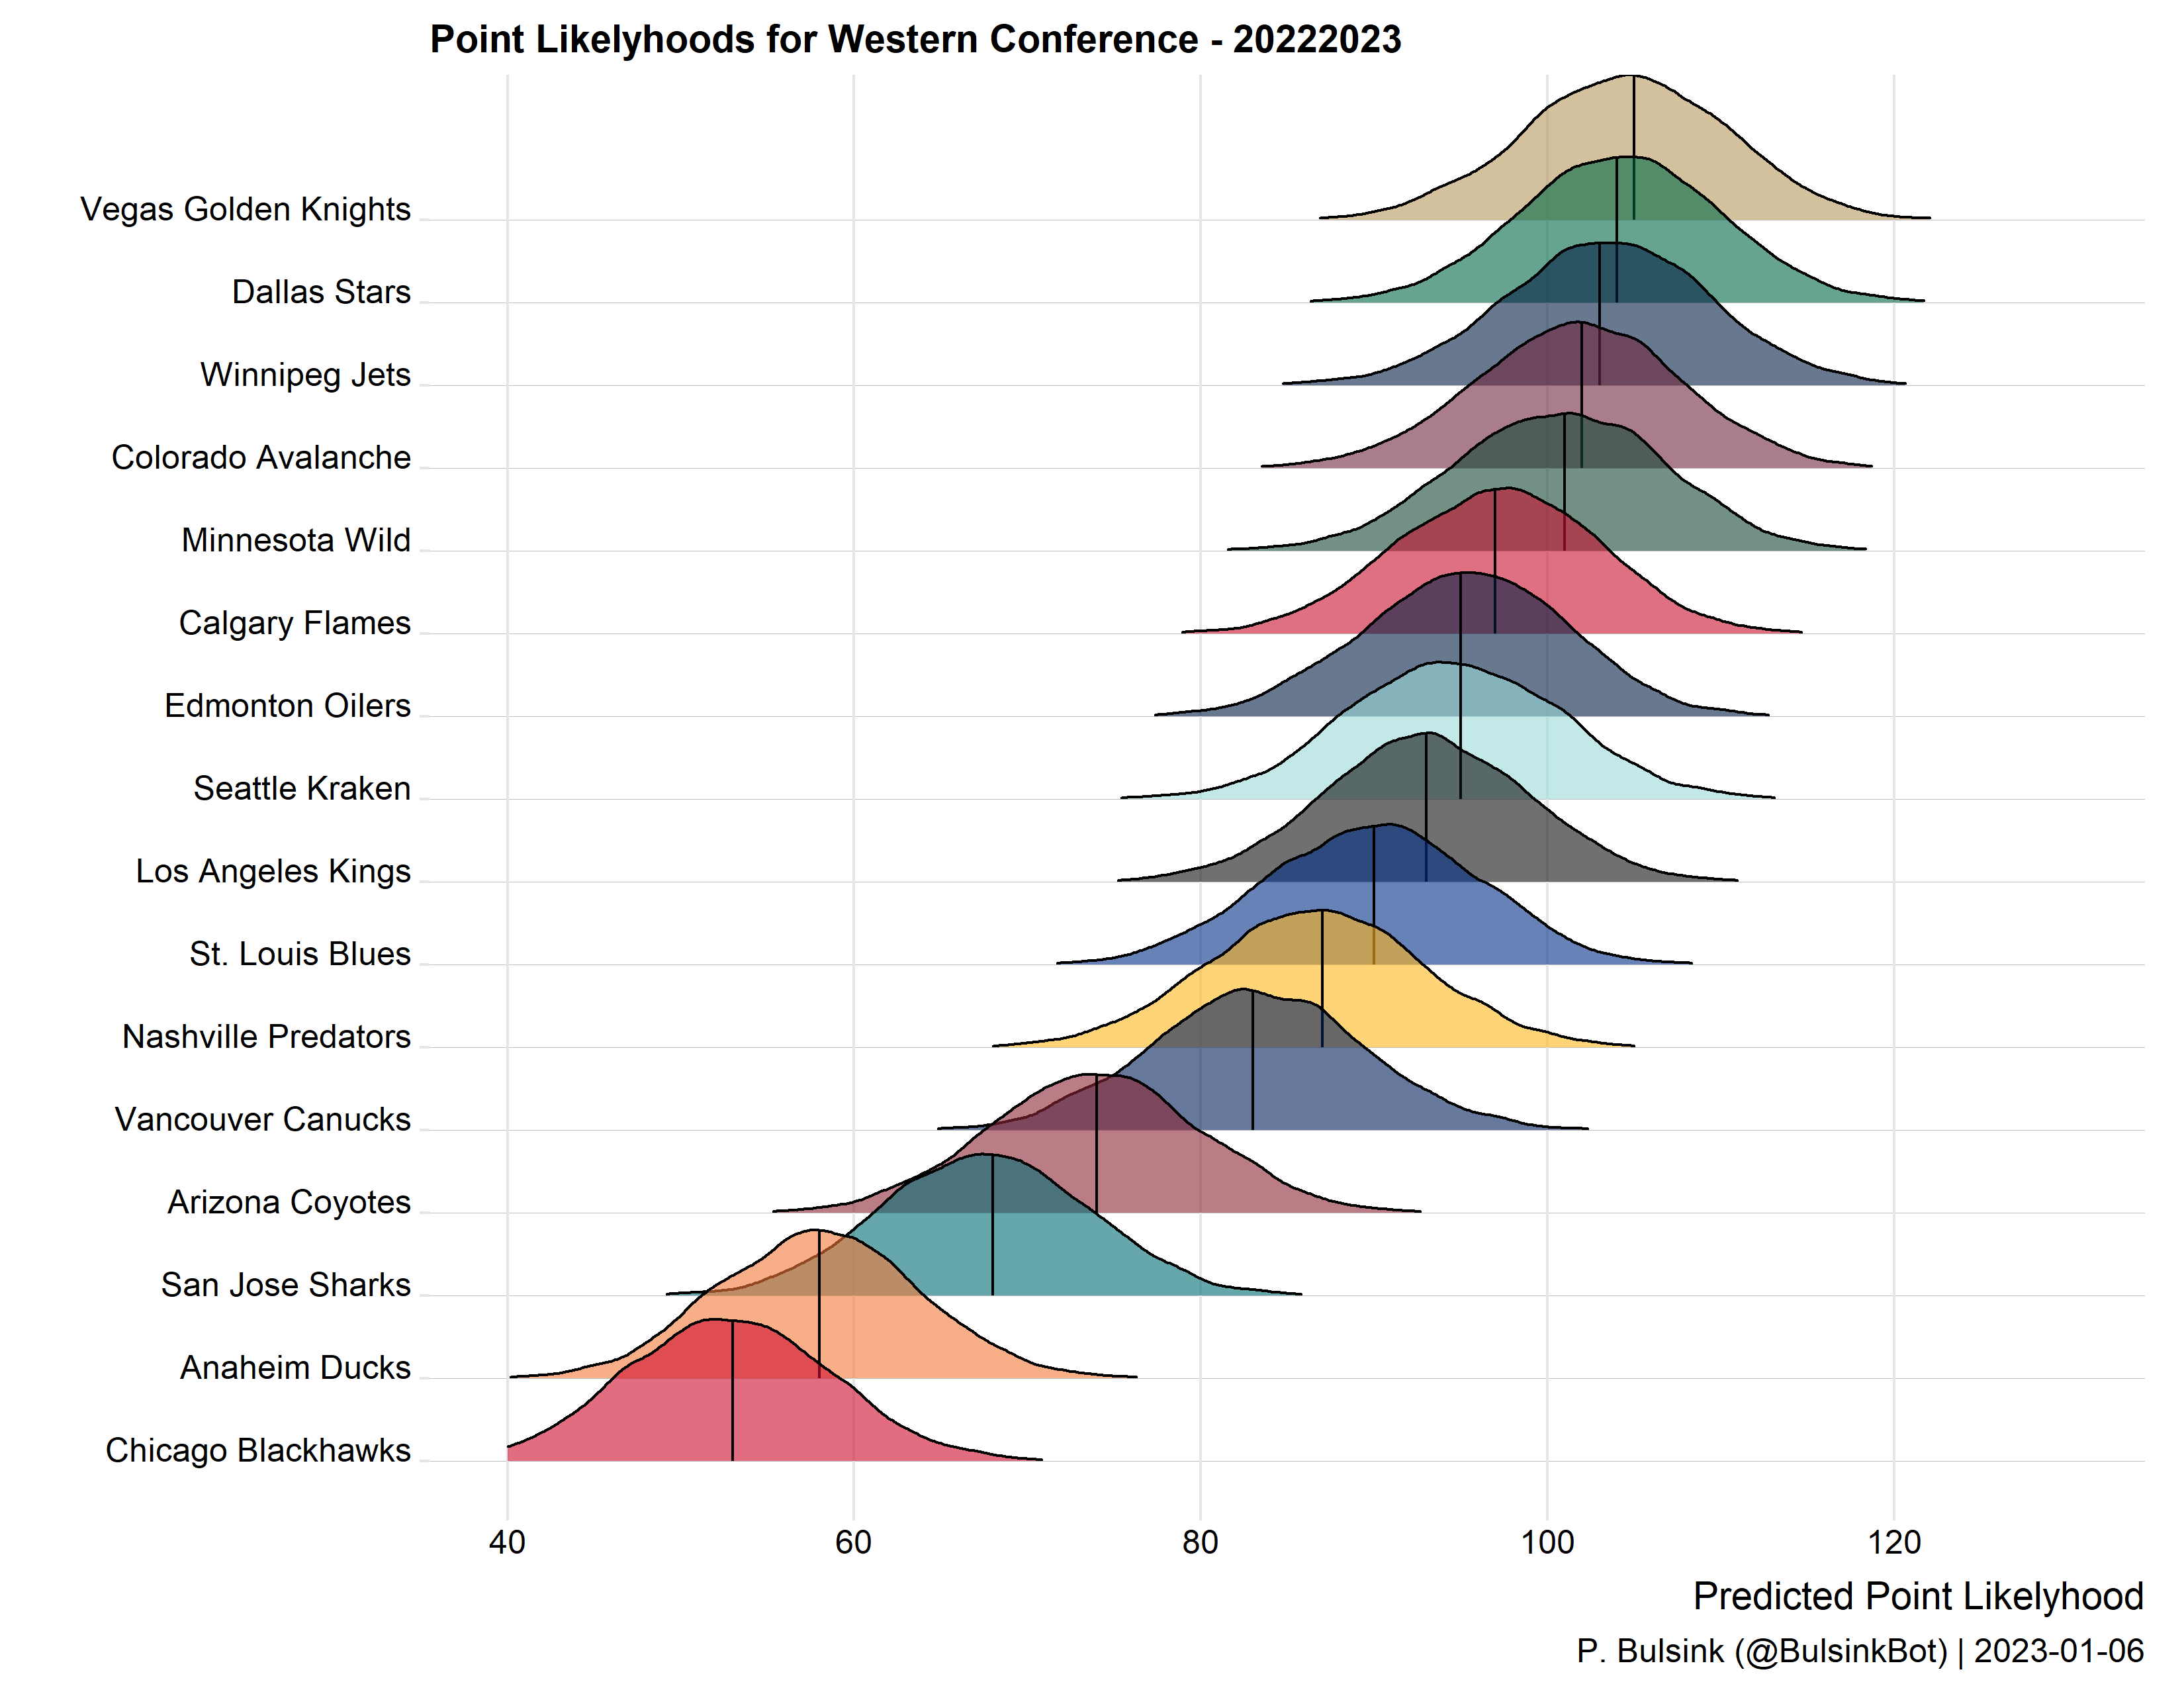 Point Likelyhoods for Western Conference - 20222023
Vegas Golden Knights
Dallas Stars
Winnipeg Jets
Colorado Avalanche
Minnesota Wild
Calgary Flames
Edmonton Oilers
Seattle Kraken
Los Angeles Kings
St. Louis Blues
Nashville Predators
Vancouver Canucks
Arizona Coyotes
San Jose Sharks
Anaheim Ducks
Chicago Blackhawks
40 60 80 100 120
Predicted Point Likelyhood
P. Bulsink (@BulsinkBot) | 2023-01-06